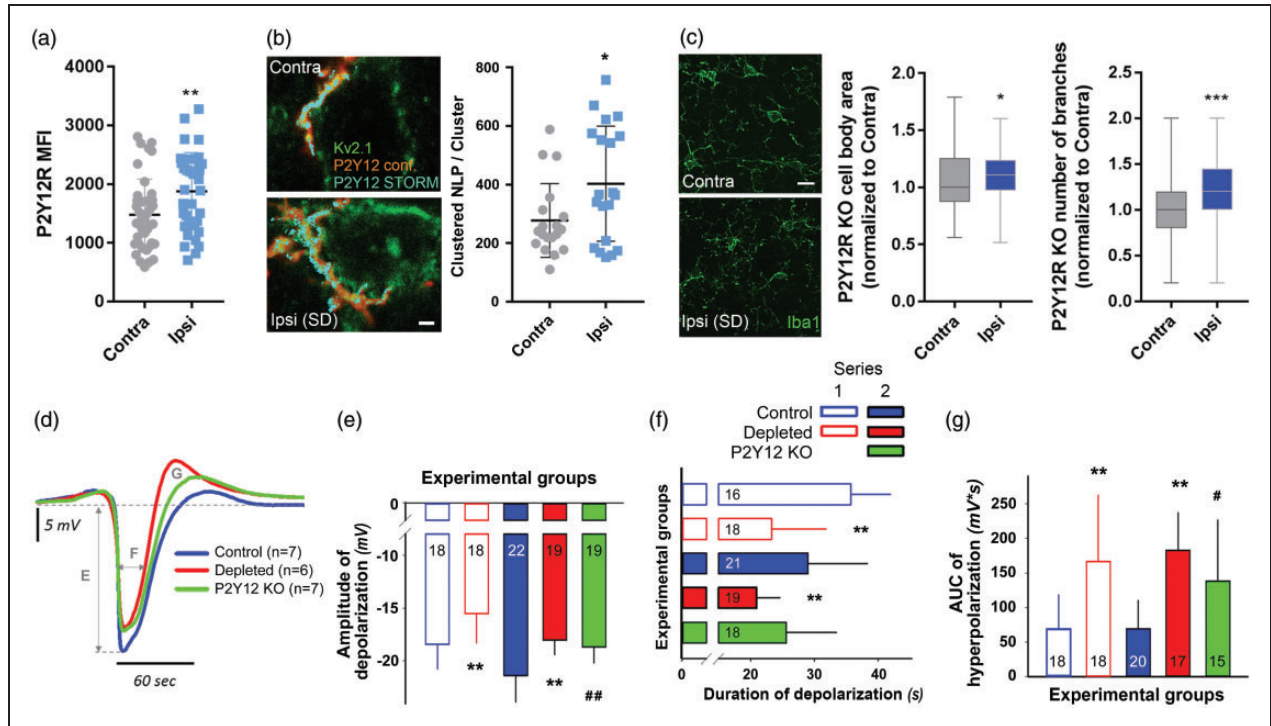 (a)
P2Y12R MFI
4000
3000
2000
1000
0
**
Contra
Ipsi
(b)
Contra
Kv2.1
P2Y12 conf.
P2Y12 STORM
Ipsi (SD)
Clustered NLP / Cluster
800
600
400
200
0
*
Contra
Ipsi
(c)
Contra
Ipsi (SD)
Iba1
P2Y12R KO cell body area
(normalized to Contra)
2.0
1.5
1.0
0.5
0.0
*
Contra
Ipsi
P2Y12R KO number of branches
(normalized to Contra)
2.5
2.0
1.5
1.0
0.5
0.0
***
Contra
Ipsi
Series
1 2
Control
Depleted
P2Y12 KO
(d)
5 mV
E
F
G
Control (n=7)
Depleted (n=6)
P2Y12 KO (n=7)
60 sec
(e)
Experimental groups
Amplitude of
depolarization (mV)
0
-10
-15
-20
18 18 22 19 19
** ** ##
(f)
Experimental groups
16
18 **
21
19 **
18
0 20 30 40
Duration of depolarization (s)
(g)
AUC of
hyperpolarization (mV*s)
250
200
150
100
50
0
** ** #
18 18 20 17 15
Experimental groups